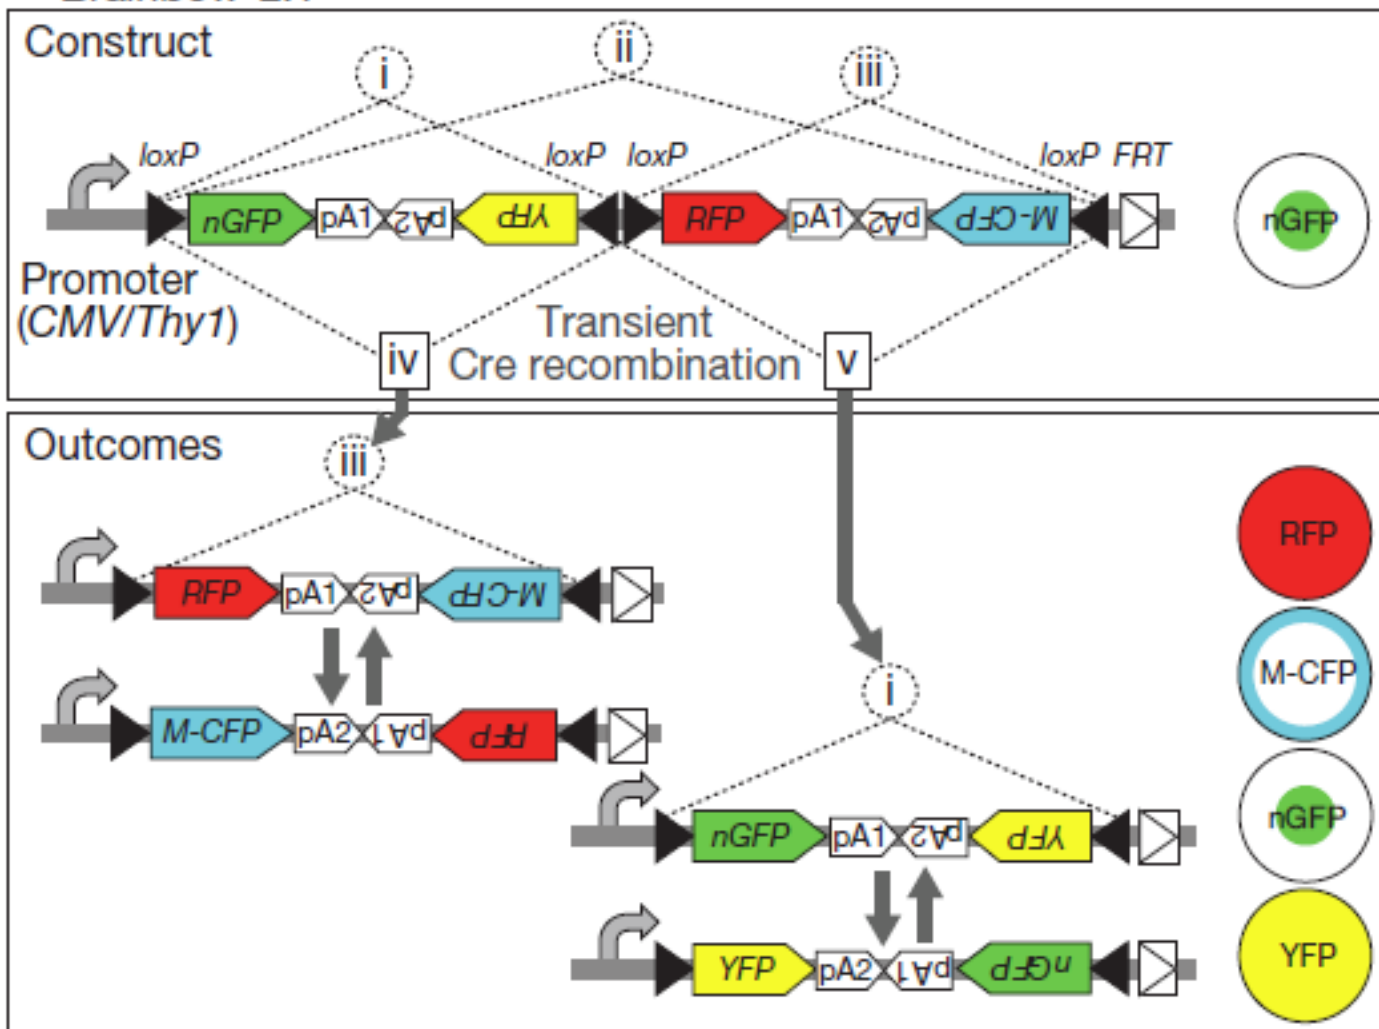 Construct
i ii iii
loxP loxP loxP loxP FRT
nGFP pA1 pA2 YFP RFP pA1 pA2 M-CFP nGFP
Promoter
(CMV/Thy1)
Transient
Cre recombination
iv v
Outcomes
iii
RFP
RFP pA1 pA2 M-CFP
M-CFP
M-CFP pA2 pA1 RFP
i
nGFP
nGFP pA1 pA2 YFP
YFP
YFP pA2 pA1 nGFP